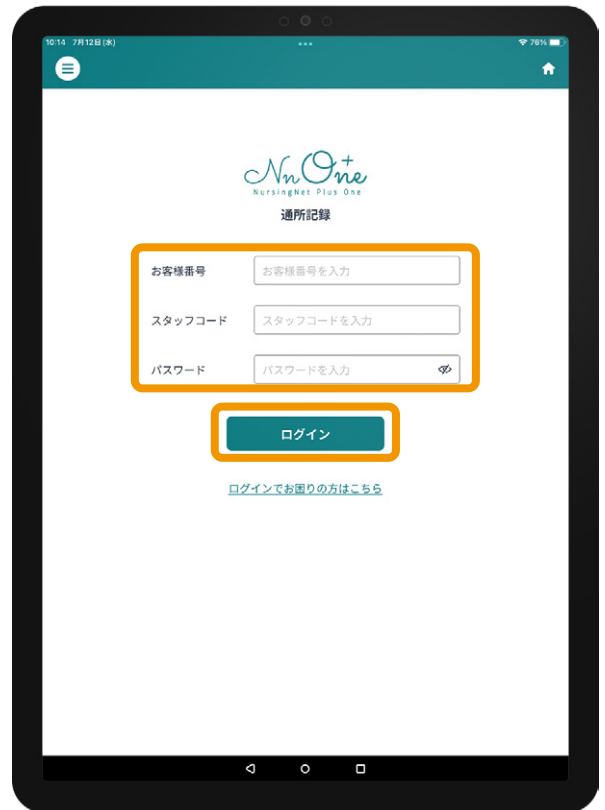 10:14 7月12日(水) 76%
NnOne+
NursingNet Plus One
通所記録
お客様番号 お客様番号を入力
スタッフコード スタッフコードを入力
パスワード パスワードを入力
ログイン
ログインでお困りの方はこちら